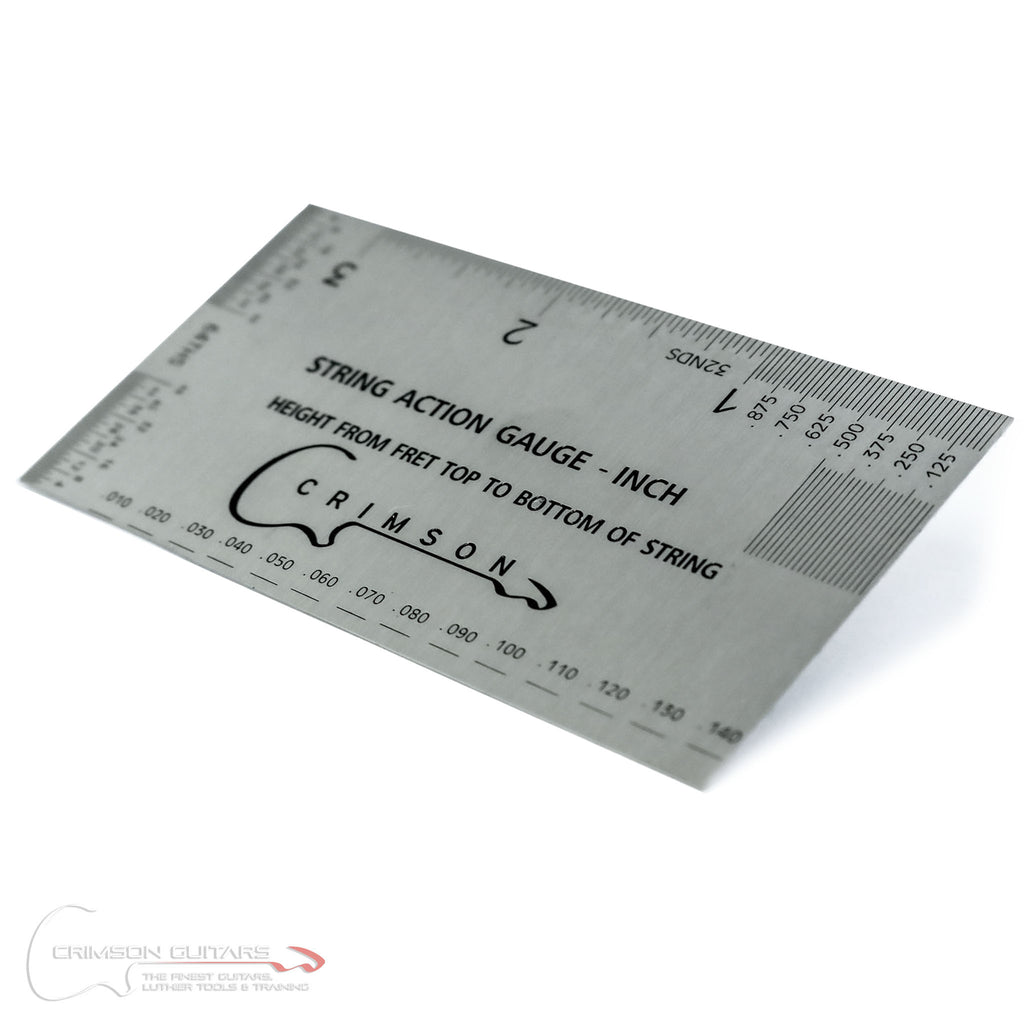 3
2
32NDS
1
64THS
.875
.750
.625
.500
.375
.250
.125
STRING ACTION GAUGE - INCH
HEIGHT FROM FRET TOP TO BOTTOM OF STRING
CRIMSON
.010 .020 .030 .040 .050 .060 .070 .080 .090 .100 .110 .120 .130 .140
CRIMSON GUITARS
THE FINEST GUITARS,
LUTHIER TOOLS & TRAINING